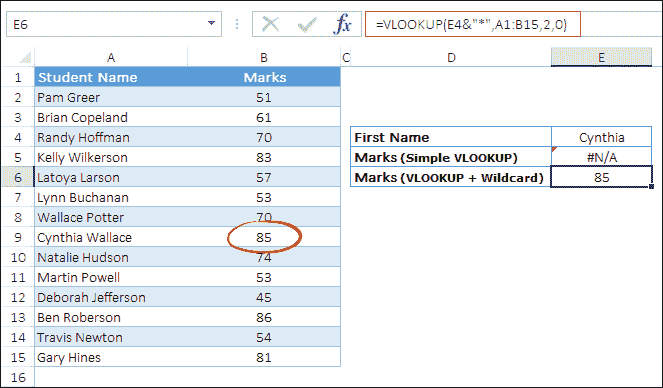 E6 fx =VLOOKUP(E4&"*",A1:B15,2,0)
A B C D E
1 Student Name Marks
2 Pam Greer 51
3 Brian Copeland 61
4 Randy Hoffman 70 First Name Cynthia
5 Kelly Wilkerson 83 Marks (Simple VLOOKUP) #N/A
6 Latoya Larson 57 Marks (VLOOKUP + Wildcard) 85
7 Lynn Buchanan 53
8 Wallace Potter 70
9 Cynthia Wallace 85
10 Natalie Hudson 74
11 Martin Powell 53
12 Deborah Jefferson 45
13 Ben Roberson 86
14 Travis Newton 54
15 Gary Hines 81
16